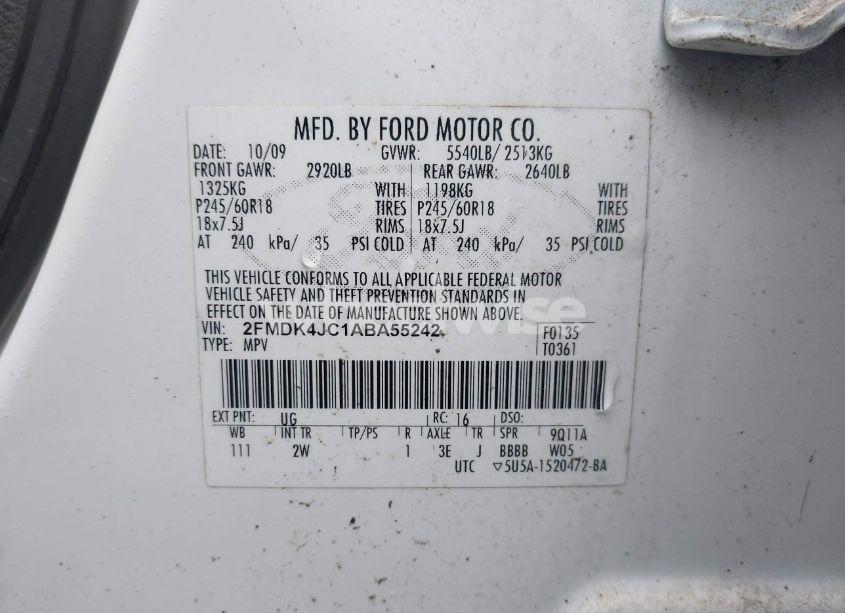 MFD. BY FORD MOTOR CO.
DATE: 10/09 GVWR: 5540LB/ 2513KG
FRONT GAWR: 2920LB REAR GAWR: 2640LB
1325KG WITH 1198KG WITH
P245/60R18 TIRES P245/60R18 TIRES
18x7.5J RIMS 18x7.5J RIMS
AT 240 kPa/ 35 PSI COLD AT 240 kPa/ 35 PSI COLD
THIS VEHICLE CONFORMS TO ALL APPLICABLE FEDERAL MOTOR
VEHICLE SAFETY AND THEFT PREVENTION STANDARDS IN
EFFECT ON THE DATE OF MANUFACTURE SHOWN ABOVE.
VIN: 2FMDK4JC1ABA55242 F0135
TYPE: MPV T0361
EXT PNT: UG RC: 16 DSO:
WB INT TR TP/PS R AXLE TR SPR 9Q11A
111 2W 1 3E J BBBB W05
UTC ▽5U5A-1520472-BA